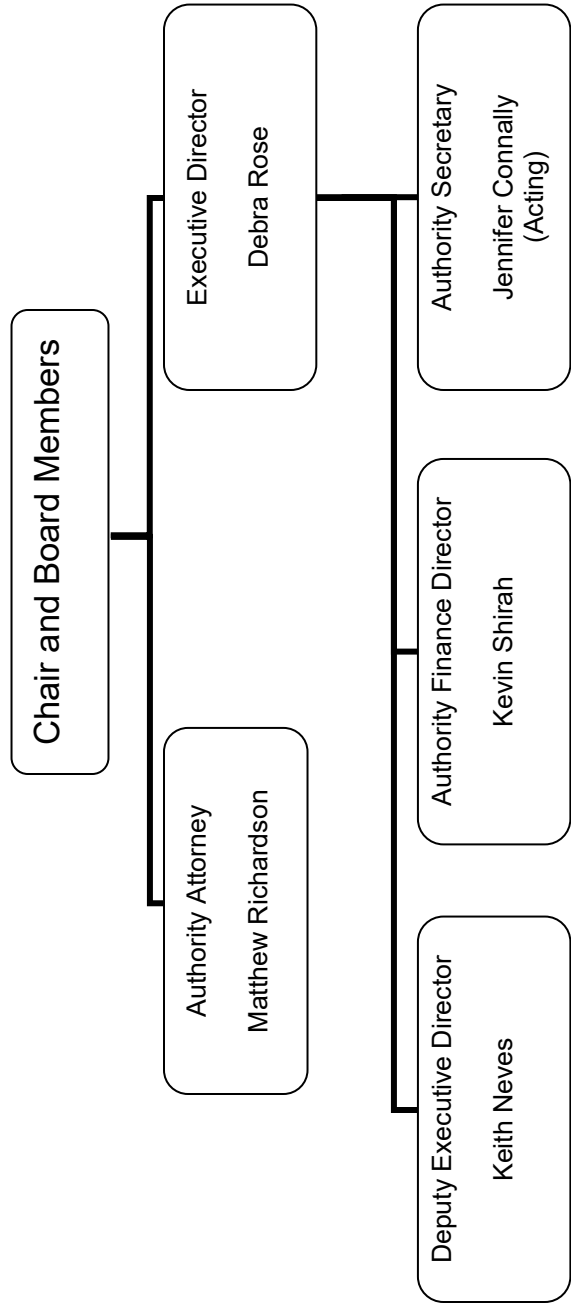 Chair and Board Members
Authority Attorney
Matthew Richardson
Executive Director
Debra Rose
Deputy Executive Director
Keith Neves
Authority Finance Director
Kevin Shirah
Authority Secretary
Jennifer Connally
(Acting)